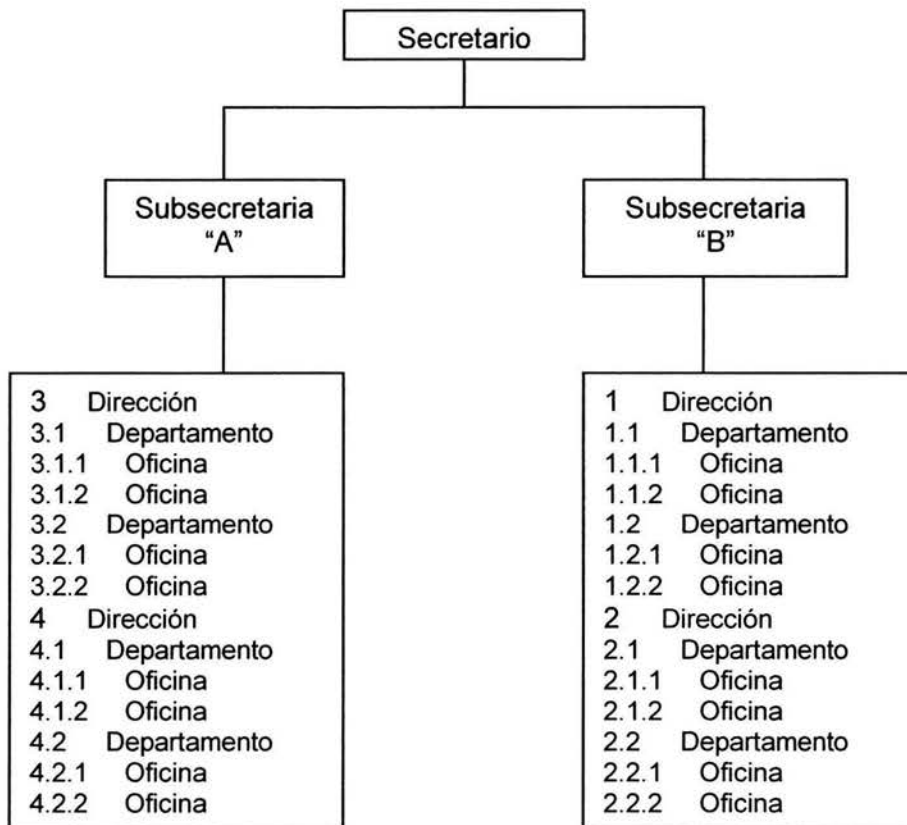 Secretario
Subsecretaria
“A”
Subsecretaria
“B”
3 Dirección
3.1 Departamento
3.1.1 Oficina
3.1.2 Oficina
3.2 Departamento
3.2.1 Oficina
3.2.2 Oficina
4 Dirección
4.1 Departamento
4.1.1 Oficina
4.1.2 Oficina
4.2 Departamento
4.2.1 Oficina
4.2.2 Oficina
1 Dirección
1.1 Departamento
1.1.1 Oficina
1.1.2 Oficina
1.2 Departamento
1.2.1 Oficina
1.2.2 Oficina
2 Dirección
2.1 Departamento
2.1.1 Oficina
2.1.2 Oficina
2.2 Departamento
2.2.1 Oficina
2.2.2 Oficina